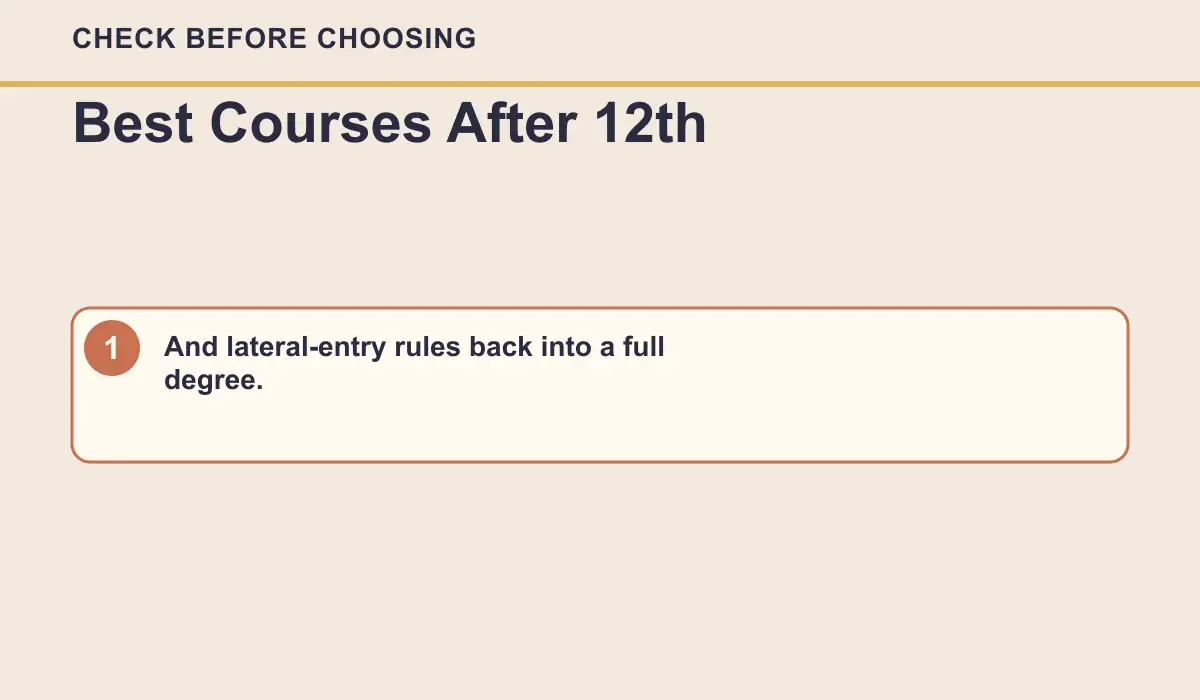 CHECK BEFORE CHOOSING
Best Courses After 12th
1
And lateral-entry rules back into a full
degree.